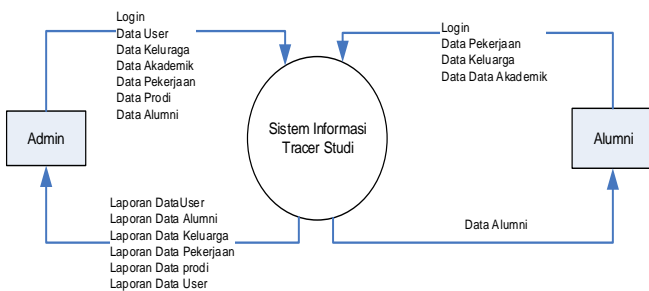 Login
Data User
Data Keluraga
Data Akademik
Data Pekerjaan
Data Prodi
Data Alumni
Login
Data Pekerjaan
Data Keluarga
Data Data Akademik
Admin
Sistem Informasi
Tracer Studi
Alumni
Laporan DataUser
Laporan Data Alumni
Laporan Data Keluarga
Laporan Data Pekerjaan
Laporan Data prodi
Laporan Data User
Data Alumni